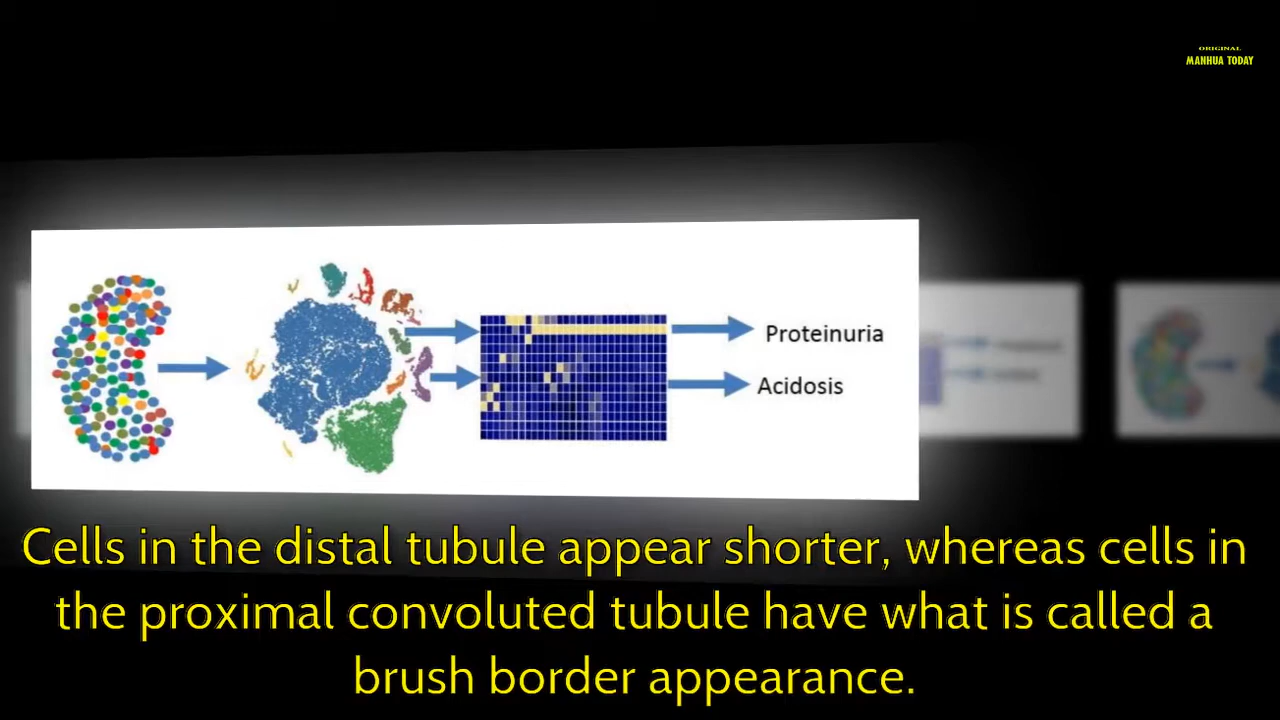 ORIGINAL
MANHUA TODAY
Proteinuria
Acidosis
Cells in the distal tubule appear shorter, whereas cells in
the proximal convoluted tubule have what is called a
brush border appearance.